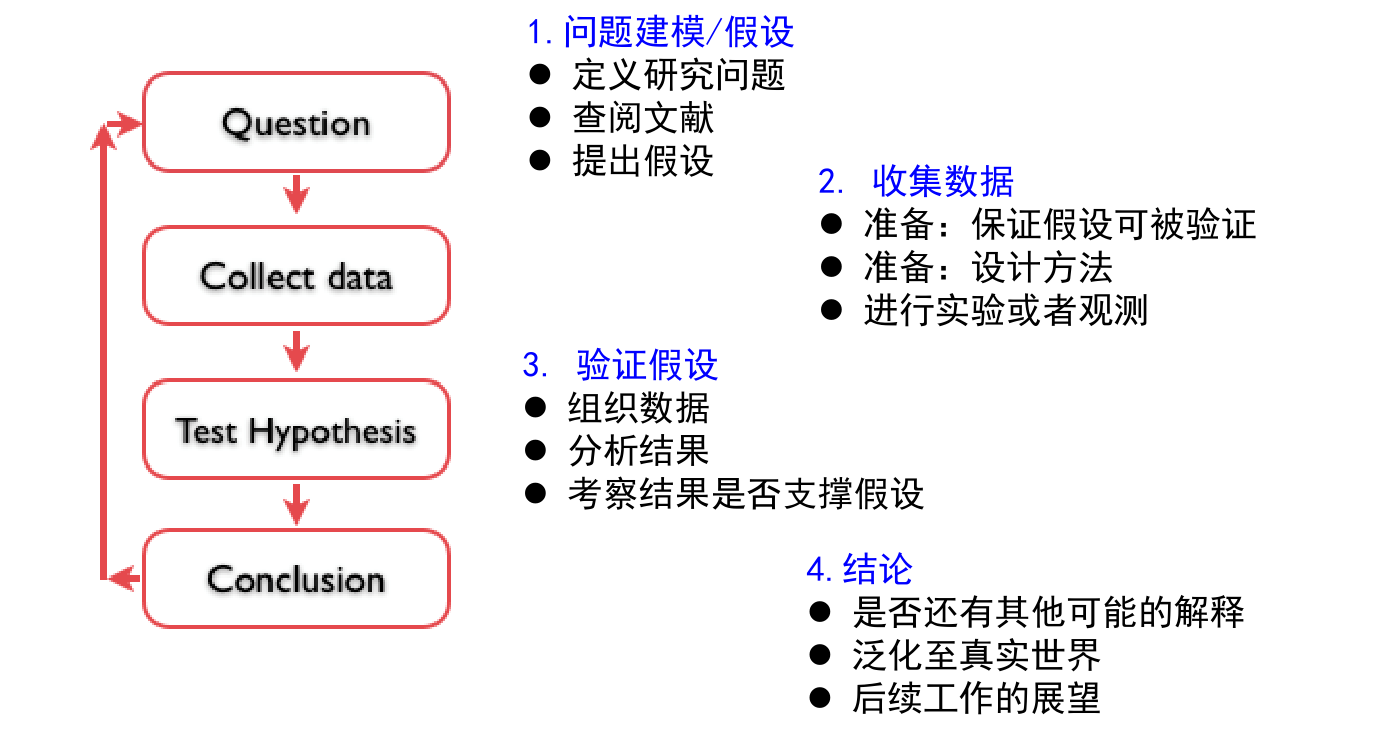 Question
Collect data
Test Hypothesis
Conclusion
1.问题建模/假设
● 定义研究问题
● 查阅文献
● 提出假设
2. 收集数据
● 准备：保证假设可被验证
● 准备：设计方法
● 进行实验或者观测
3. 验证假设
● 组织数据
● 分析结果
● 考察结果是否支撑假设
4.结论
● 是否还有其他可能的解释
● 泛化至真实世界
● 后续工作的展望